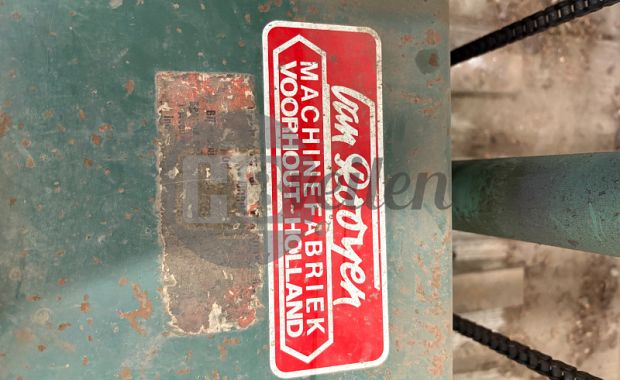 Van Rooyen
MACHINEFABRIEK
VOORHOUT-HOLLAND